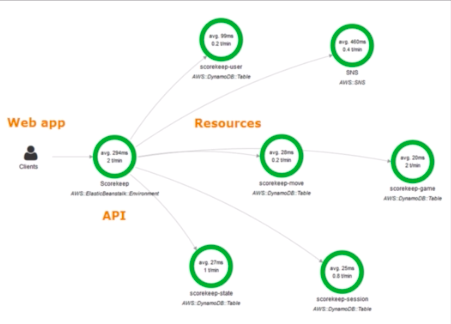 avg. 89ms
0.2 t/min
scorekeep-user
AWS::DynamoDB::Table
avg. 460ms
0.4 t/min
SNS
AWS::SNS
Web app
Clients
avg. 294ms
2 t/min
Scorekeep
AWS::ElasticBeanstalk::Environment
API
Resources
avg. 26ms
0.2 t/min
scorekeep-move
AWS::DynamoDB::Table
avg. 20ms
2 t/min
scorekeep-game
AWS::DynamoDB::Table
avg. 27ms
1 t/min
scorekeep-state
AWS::DynamoDB::Table
avg. 25ms
0.8 t/min
scorekeep-session
AWS::DynamoDB::Table